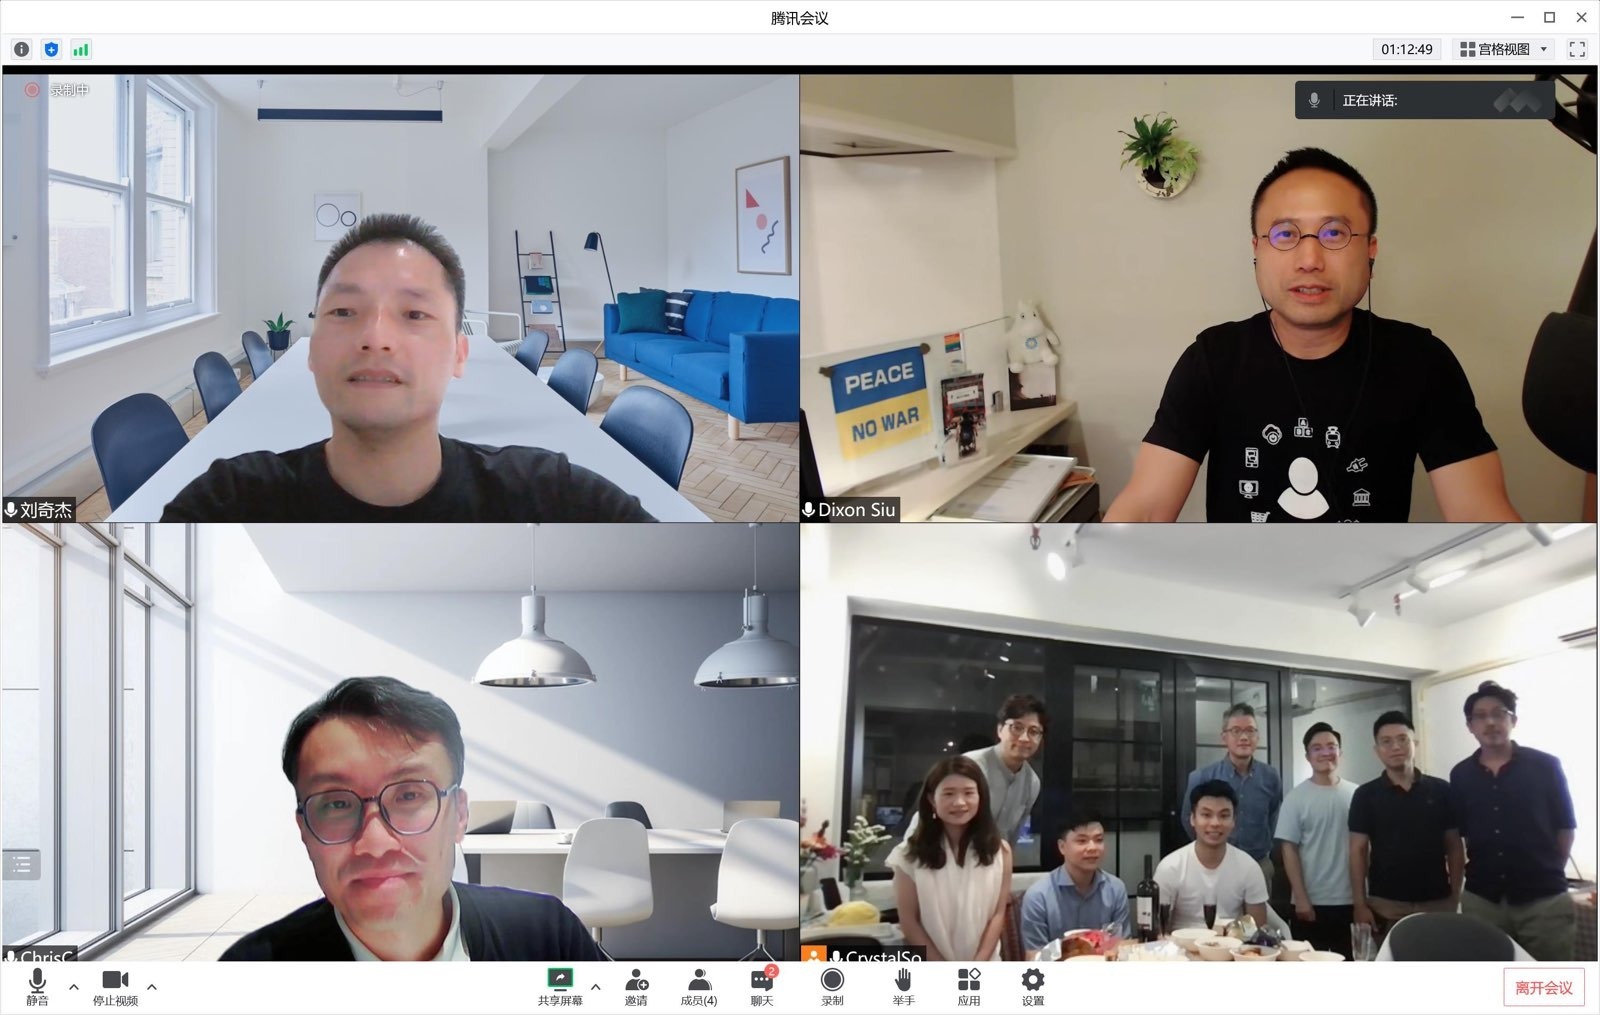 腾讯会议
01:12:49
宫格视图
录制中
正在讲话:
PEACE
NO WAR
刘奇杰
Dixon Siu
ChrisC
CrystalSo
静音
停止视频
共享屏幕
邀请
成员(4)
2
聊天
录制
举手
应用
设置
离开会议